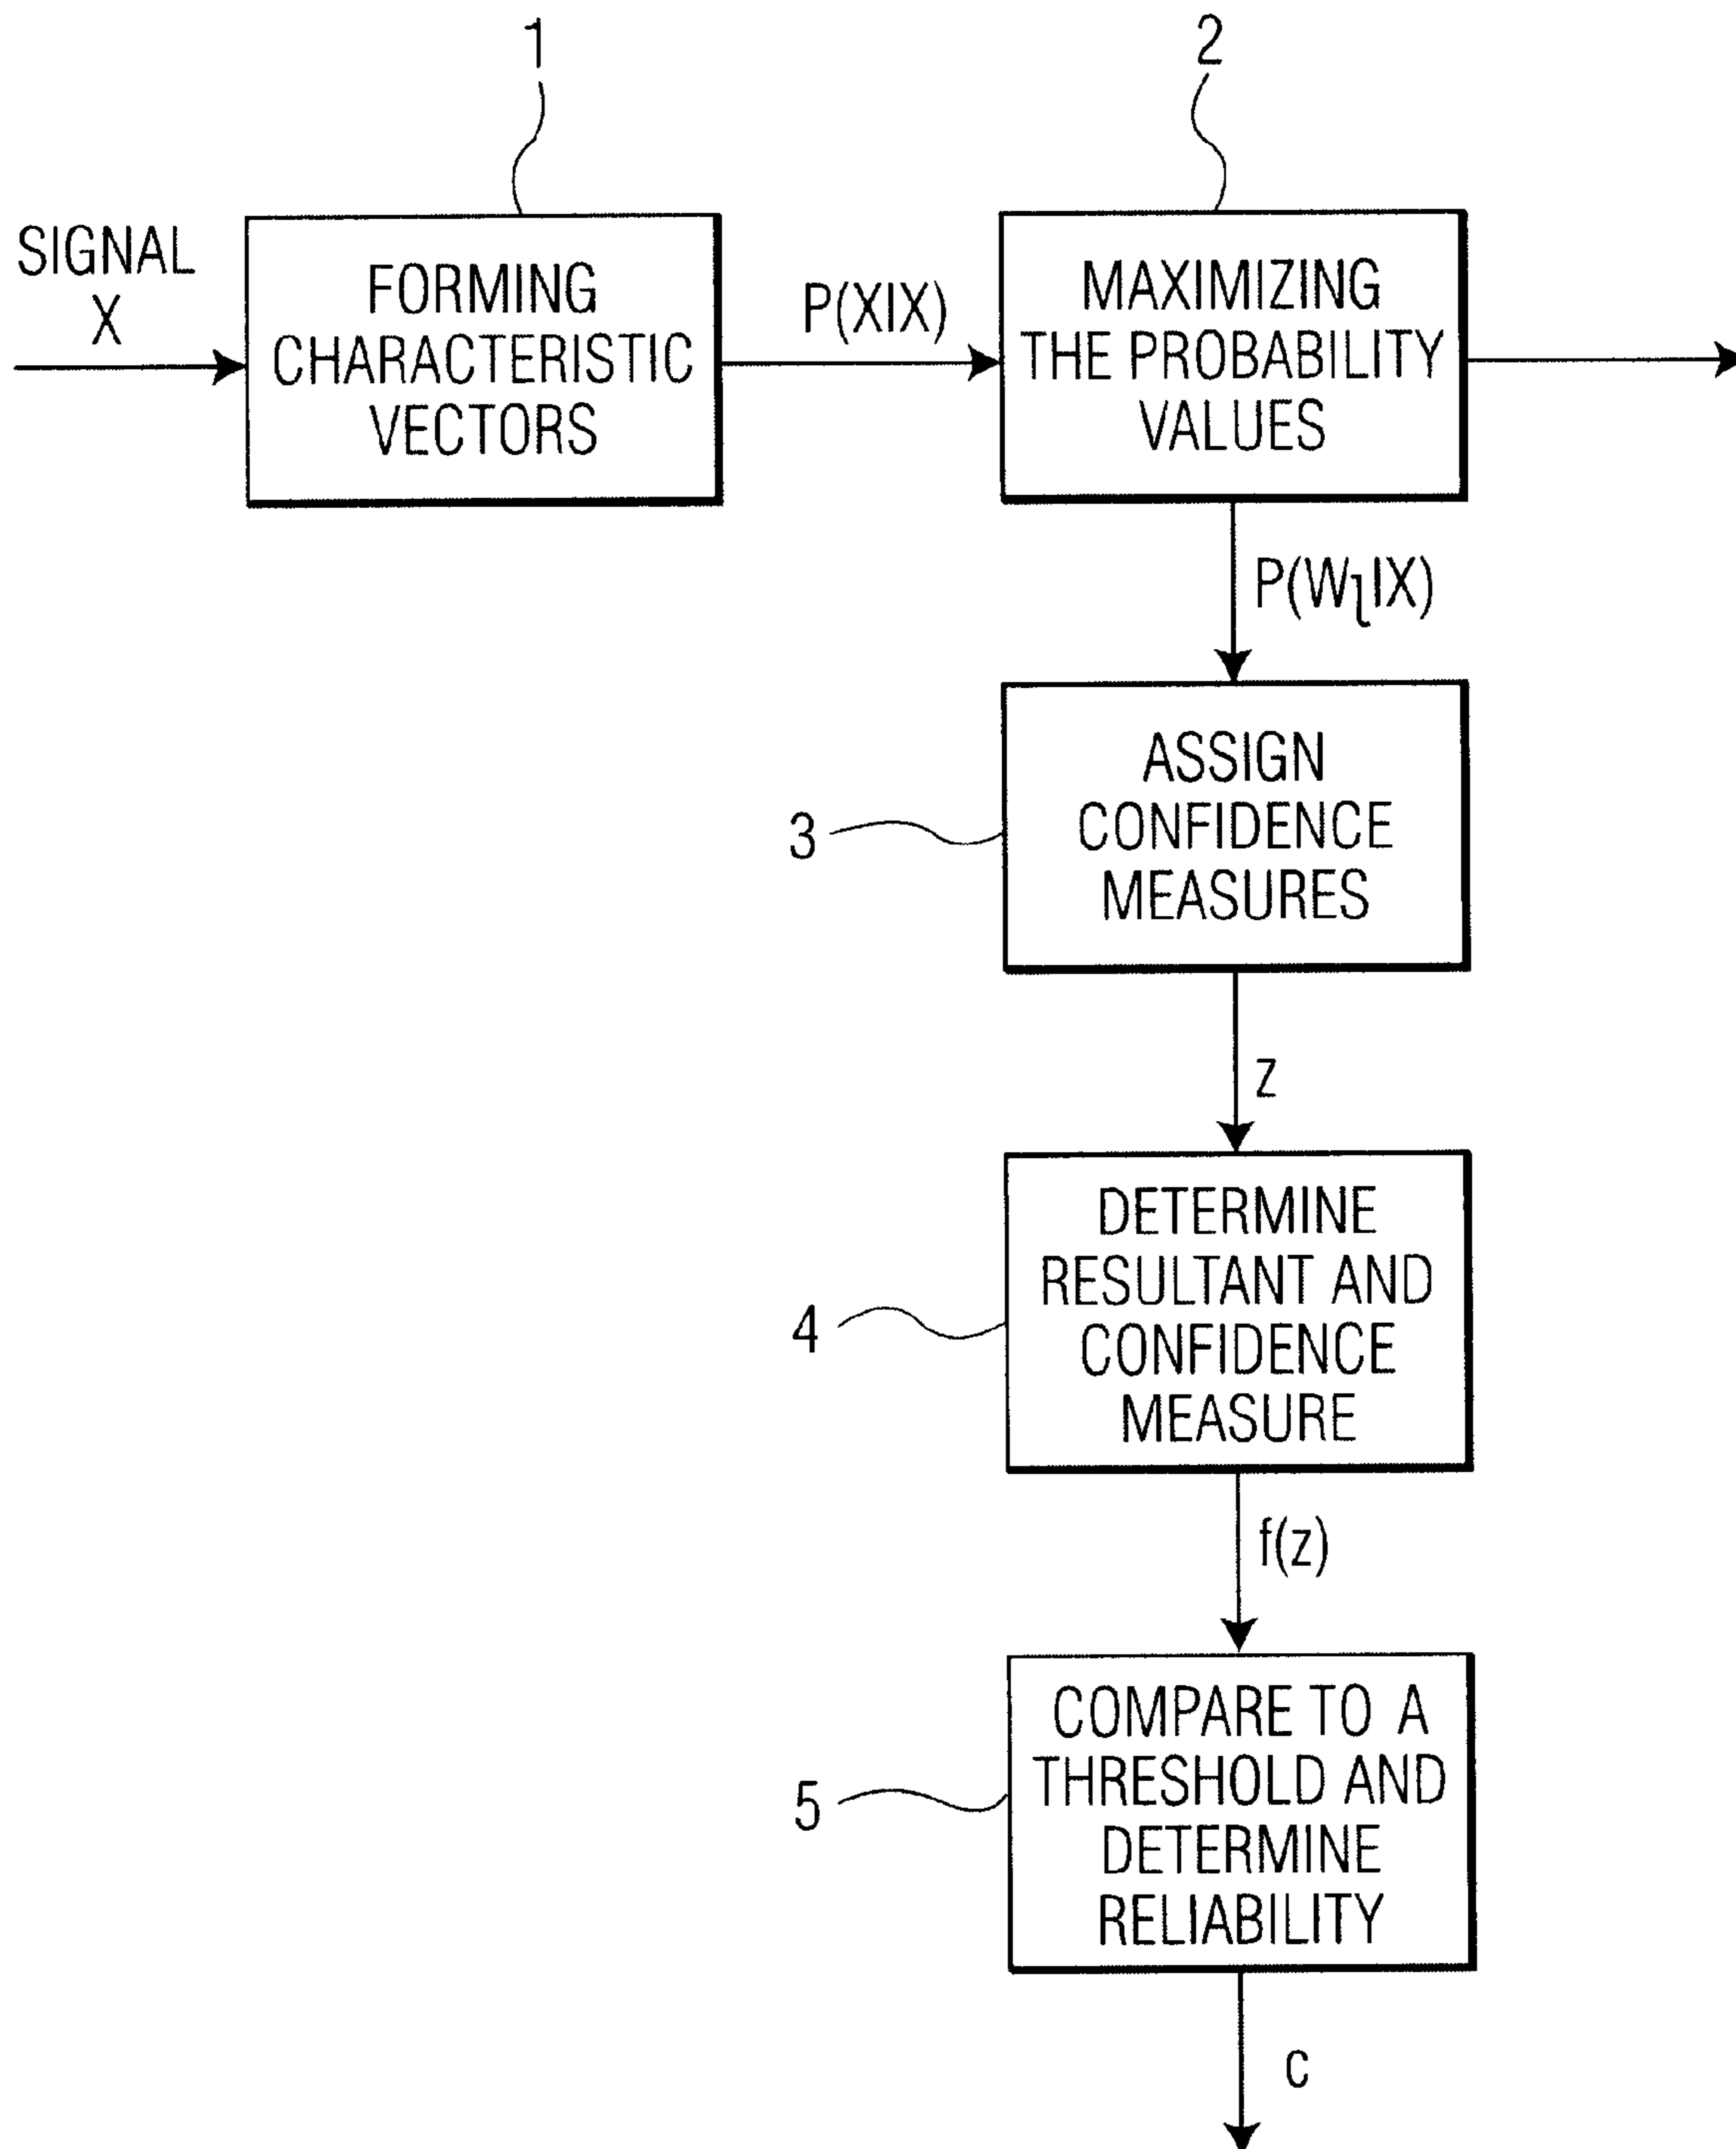 1
2
SIGNAL
X
FORMING
CHARACTERISTIC
VECTORS
P(XIX)
MAXIMIZING
THE PROBABILITY
VALUES
P(WlIX)
3
ASSIGN
CONFIDENCE
MEASURES
z
4
DETERMINE
RESULTANT AND
CONFIDENCE
MEASURE
f(z)
5
COMPARE TO A
THRESHOLD AND
DETERMINE
RELIABILITY
c